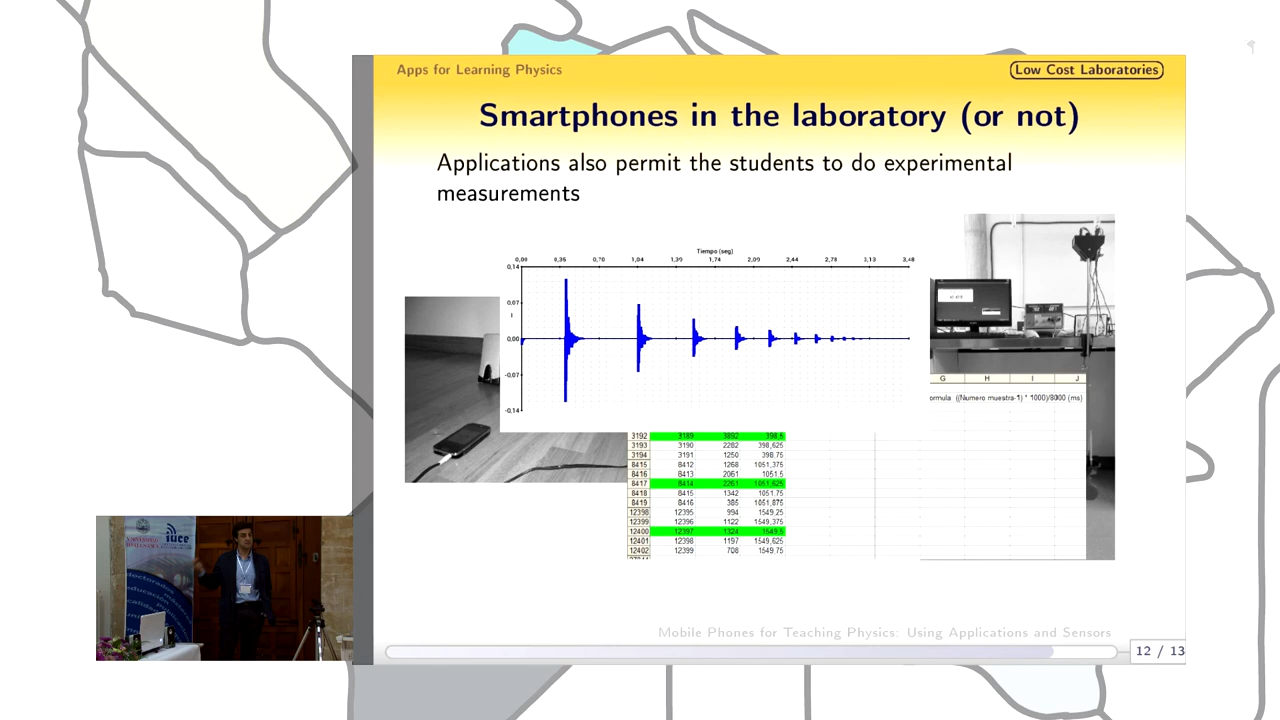 Apps for Learning Physics
Low Cost Laboratories
Smartphones in the laboratory (or not)
Applications also permit the students to do experimental
measurements
Tiempo (seg)
0,00 0,35 0,70 1,04 1,39 1,74 2,09 2,44 2,78 3,13 3,48
0,14
0,07
0,00
-0,07
-0,14
G H I J
ormula ((Numero muestra-1) * 1000)/8000 (ms)
3192 3189 3892 398,5
3193 3190 2282 398,625
3194 3191 1250 398,75
8415 8412 1268 1051,375
8416 8413 2061 1051,5
8417 8414 2261 1051,625
8418 8415 1342 1051,75
8419 8416 385 1051,875
12398 12395 994 1549,25
12399 12396 1122 1549,375
12400 12397 1324 1549,5
12401 12398 1197 1549,625
12402 12399 708 1549,75
iuce
Mobile Phones for Teaching Physics: Using Applications and Sensors
12 / 13